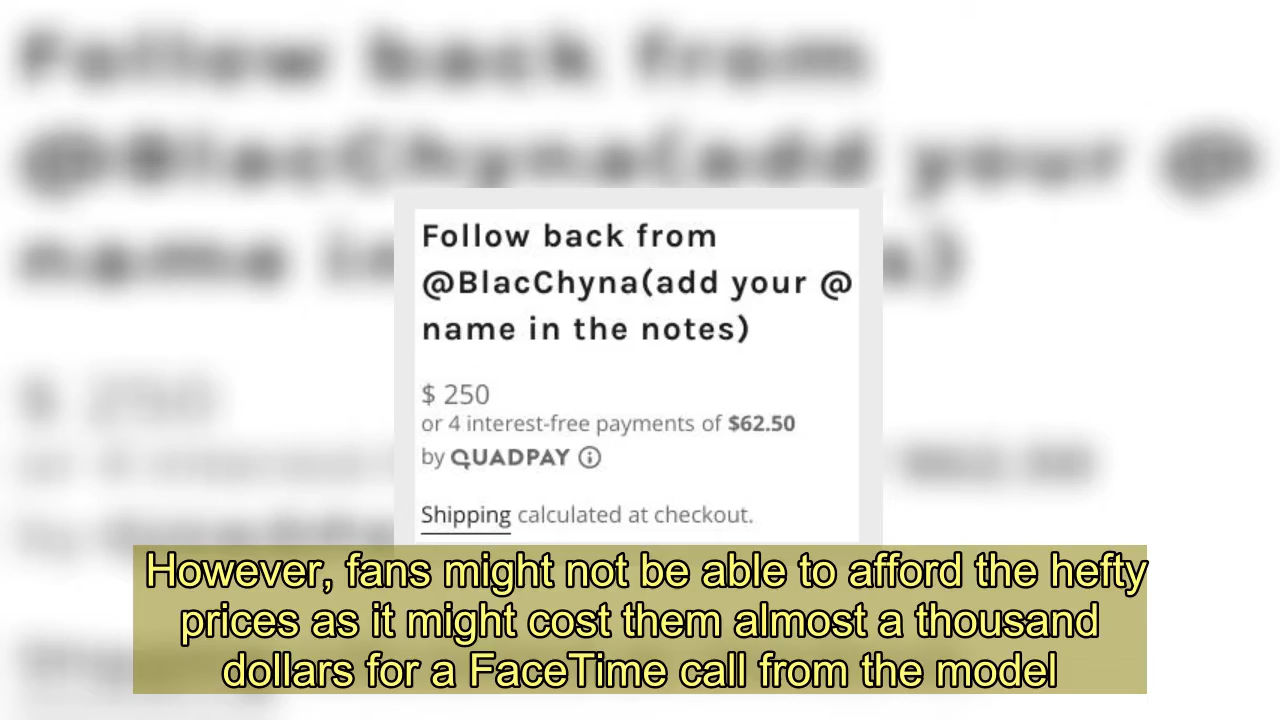 Follow back from
@BlacChyna(add your @
name in the notes)
$ 250
or 4 interest-free payments of $62.50
by QUADPAY
Shipping calculated at checkout.
However, fans might not be able to afford the hefty
prices as it might cost them almost a thousand
dollars for a FaceTime call from the model